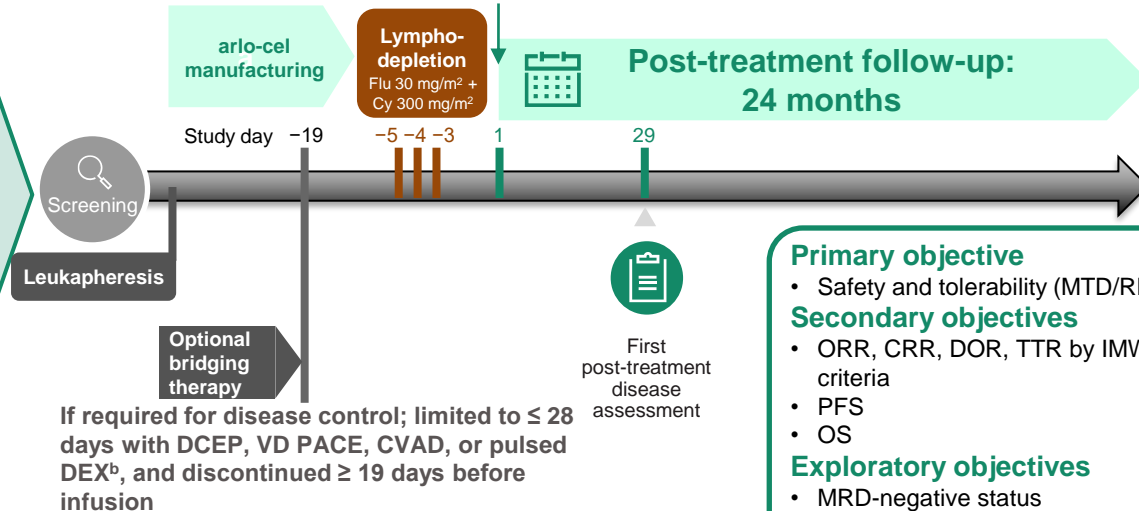 arlo-cel
manufacturing
Lympho-
depletion
Flu 30 mg/m² +
Cy 300 mg/m²
Post-treatment follow-up:
24 months
Study day −19 −5 −4 −3 1 29
Screening
Leukapheresis
Optional
bridging
therapy
If required for disease control; limited to ≤ 28
days with DCEP, VD PACE, CVAD, or pulsed
DEXᵇ, and discontinued ≥ 19 days before
infusion
First
post-treatment
disease
assessment
Primary objective
• Safety and tolerability (MTD/
Secondary objectives
• ORR, CRR, DOR, TTR by
criteria
• PFS
• OS
Exploratory objectives
• MRD-negative status